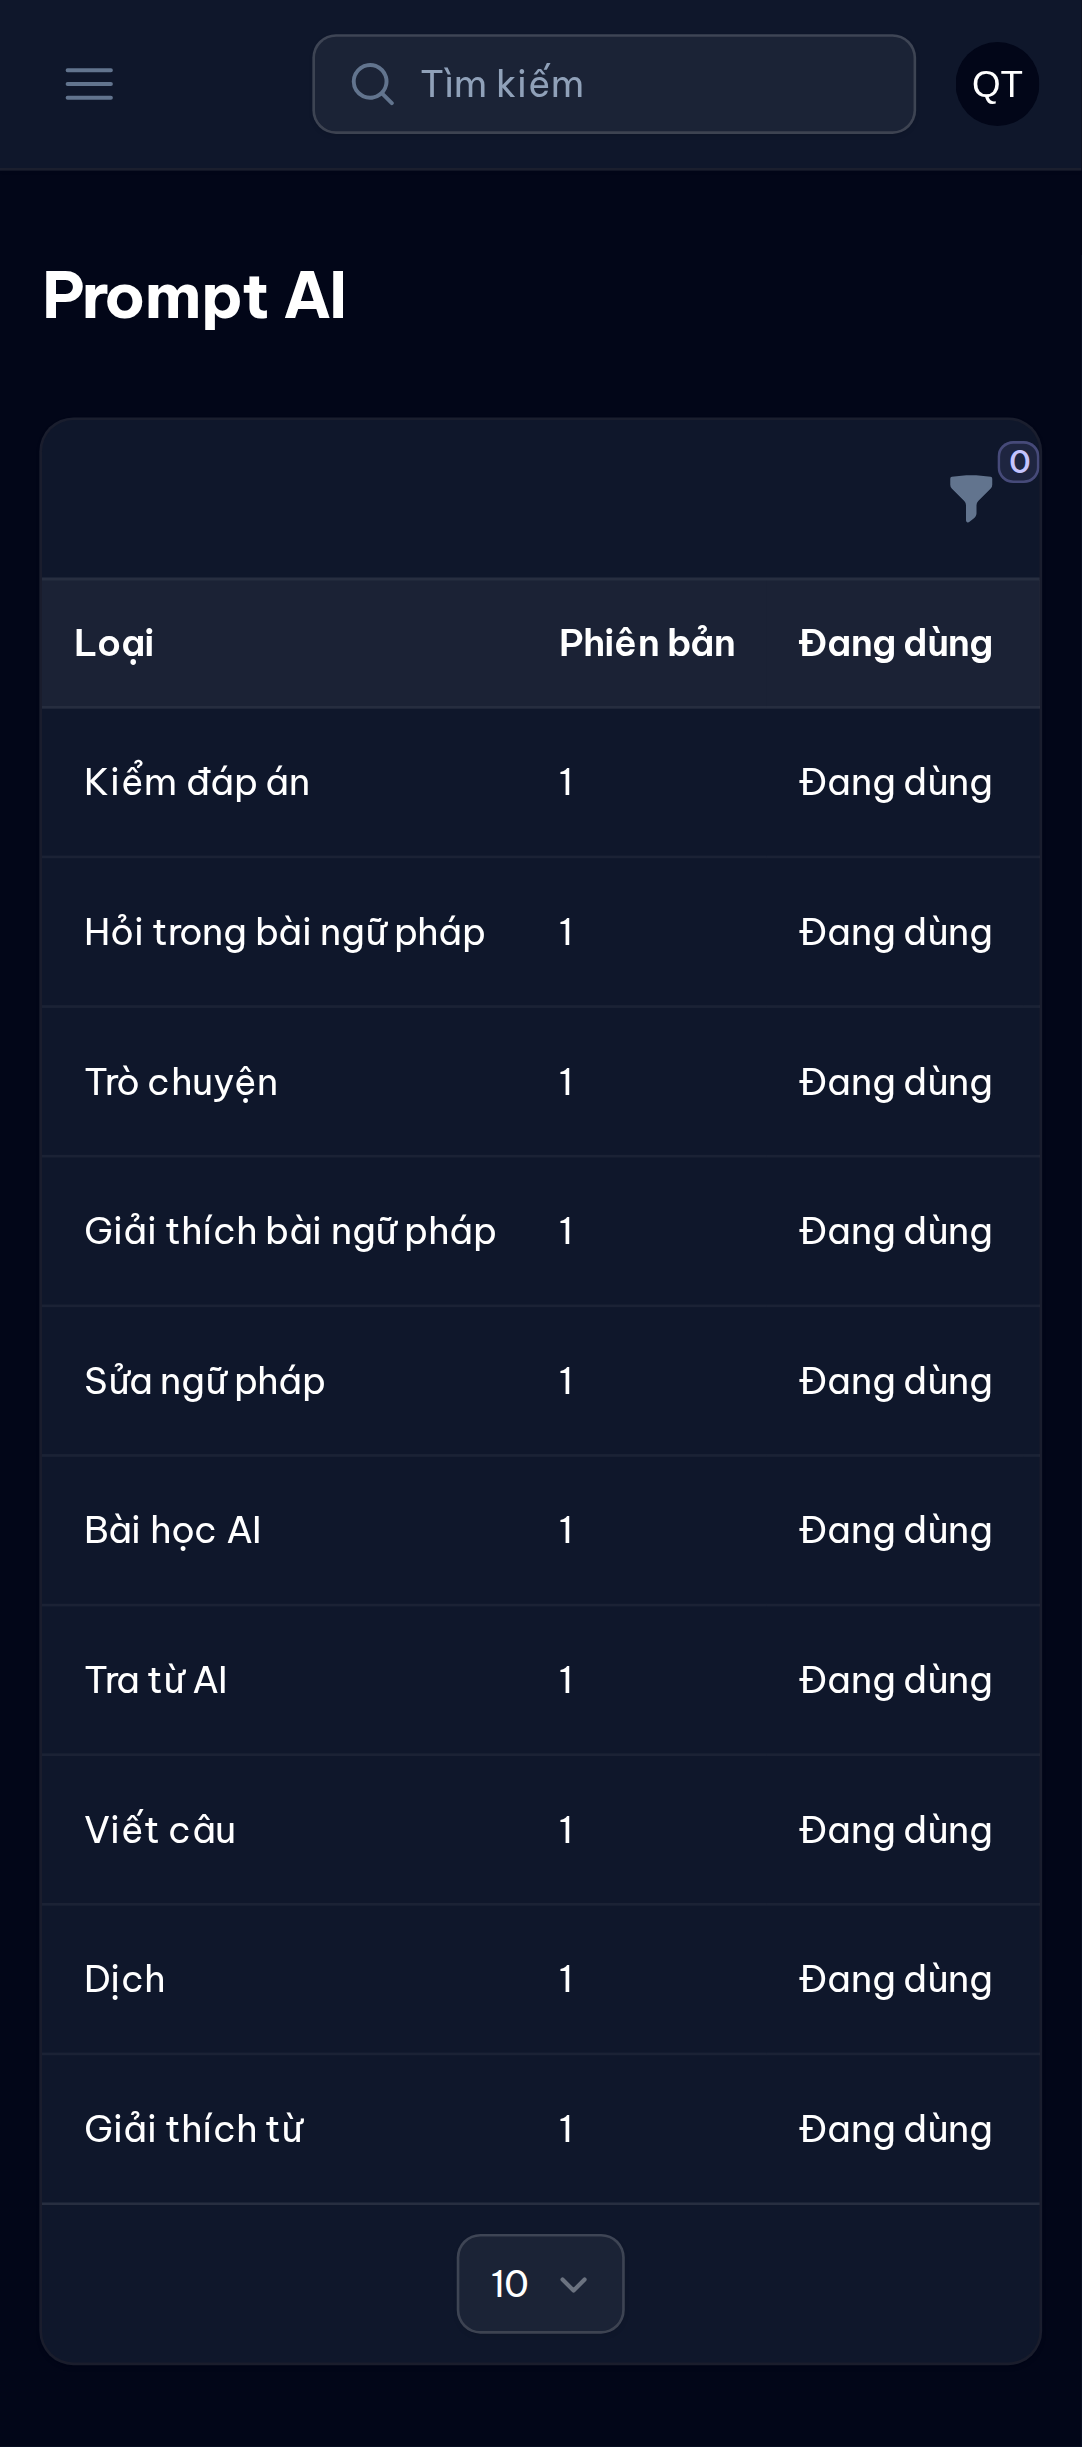 Tìm kiếm
QT
Prompt AI
0
Loại Phiên bản Đang dùng
Kiểm đáp án 1 Đang dùng
Hỏi trong bài ngữ pháp 1 Đang dùng
Trò chuyện 1 Đang dùng
Giải thích bài ngữ pháp 1 Đang dùng
Sửa ngữ pháp 1 Đang dùng
Bài học AI 1 Đang dùng
Tra từ AI 1 Đang dùng
Viết câu 1 Đang dùng
Dịch 1 Đang dùng
Giải thích từ 1 Đang dùng
10